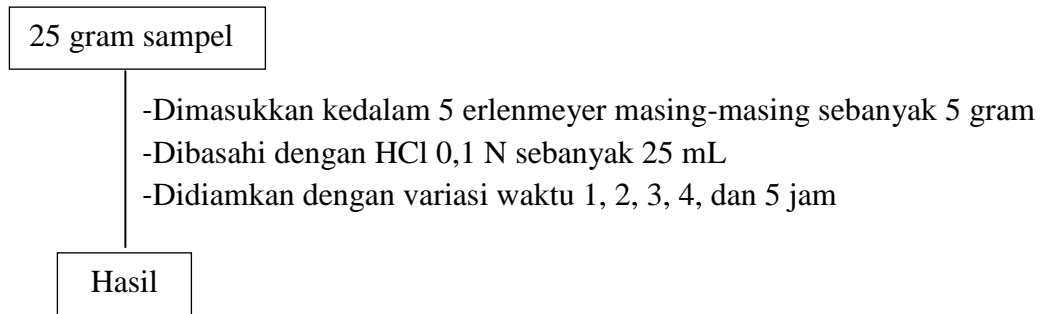 25 gram sampel
-Dimasukkan kedalam 5 erlenmeyer masing-masing sebanyak 5 gram
-Dibasahi dengan HCl 0,1 N sebanyak 25 mL
-Didiamkan dengan variasi waktu 1, 2, 3, 4, dan 5 jam
Hasil